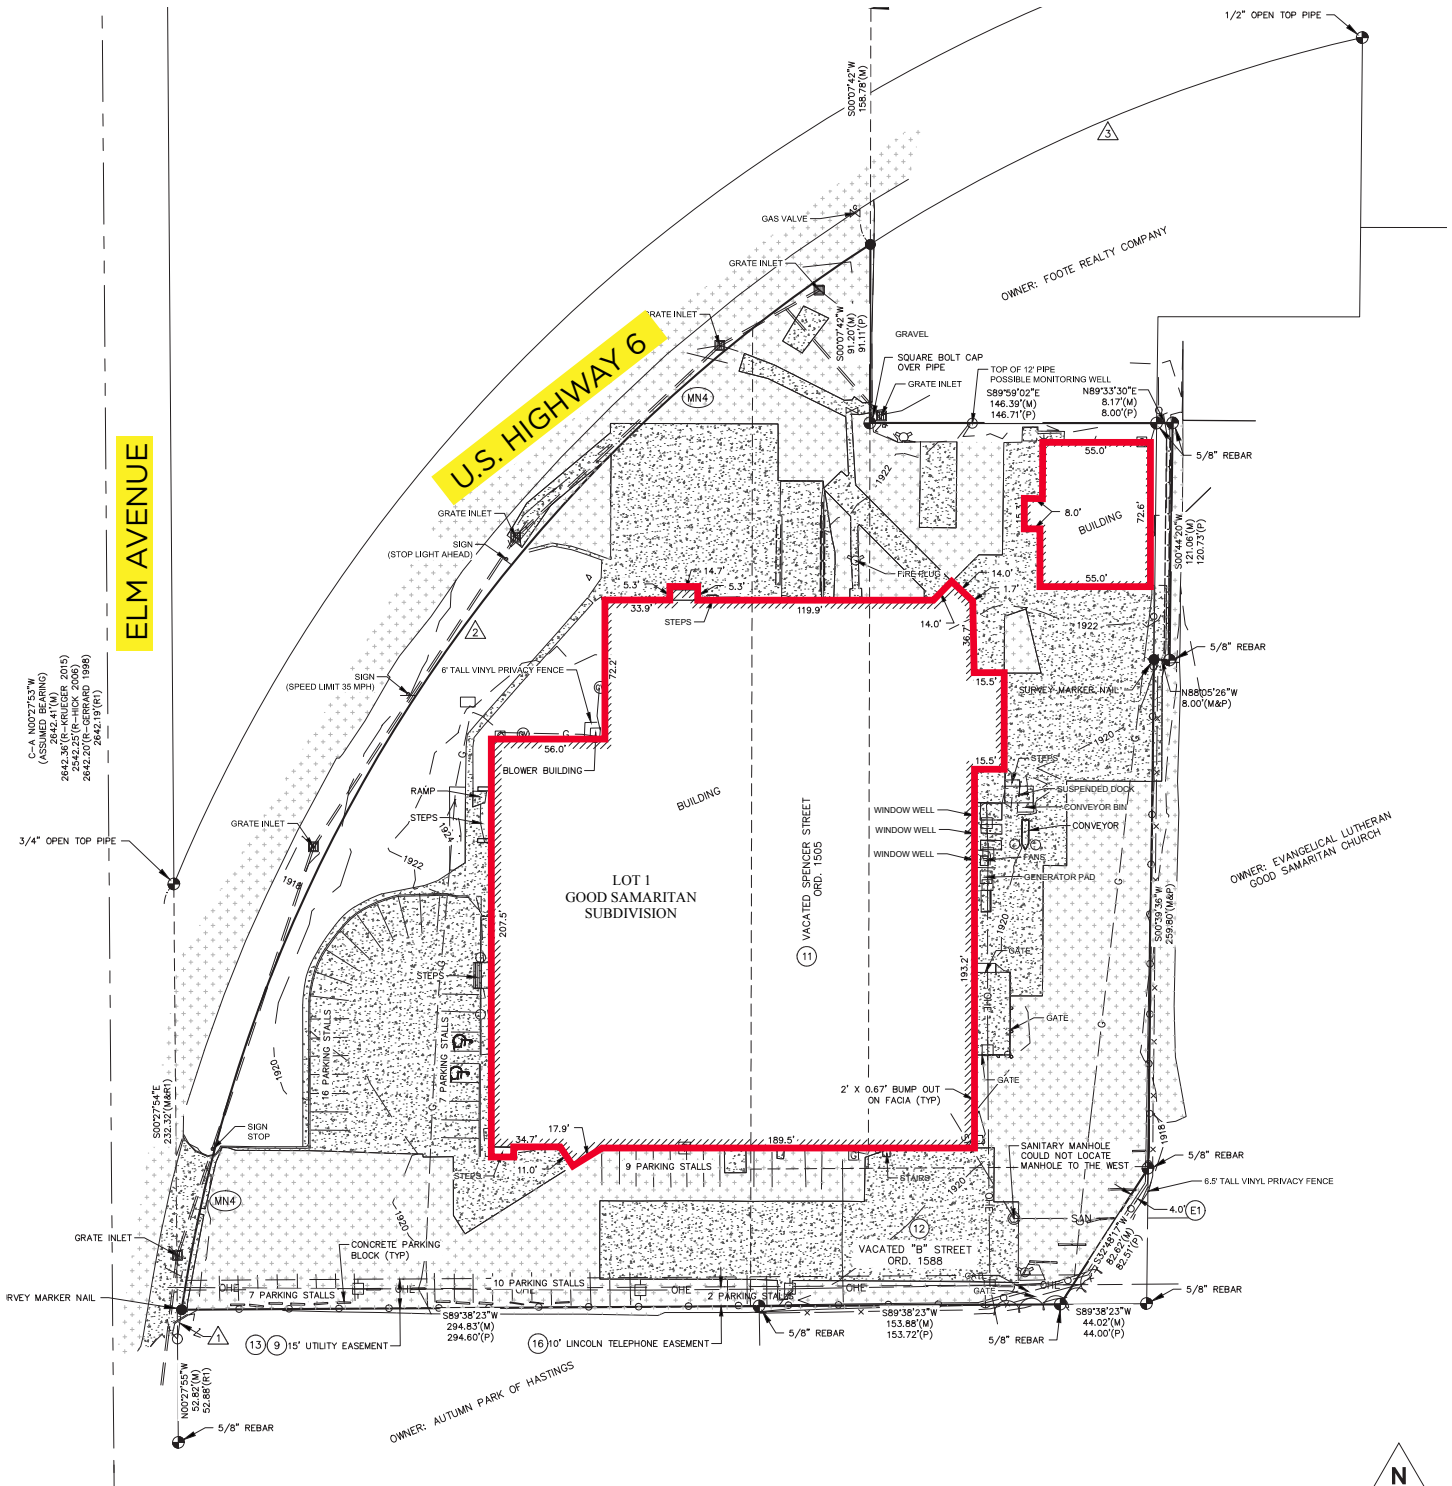 1/2" OPEN TOP PIPE
S00°07'42"W
158.78'(M)
3
GAS VALVE
GRATE INLET
OWNER: FOOTE REALTY COMPANY
GRATE INLET
S00°07'42"W
91.20'(M)
91.11'(P)
GRAVEL
SQUARE BOLT CAP
OVER PIPE
GRATE INLET
TOP OF 12' PIPE
POSSIBLE MONITORING WELL
S89°59'02"E
146.39'(M)
146.71'(P)
N89°33'30"E
8.17'(M)
8.00'(P)
U.S. HIGHWAY 6
MN4
ELM AVENUE
5/8" REBAR
55.0'
1922
8.0'
BUILDING
72.6'
S00°44'20"W
121.06'(M)
120.73'(P)
GRATE INLET
SIGN
(STOP LIGHT AHEAD)
FIRE PLUG
14.7'
5.3'
5.3'
33.9'
STEPS
119.9'
14.0'
14.0'
55.0'
36.7'
1922
2
72.2'
6' TALL VINYL PRIVACY FENCE
SIGN
(SPEED LIMIT 35 MPH)
C-A N00°27'53"W
(ASSUMED BEARING)
2642.41'(M)
2642.36'(R-KRUEGER 2015)
2542.25'(R-HICK 2006)
2642.20'(R-GERRARD 1998)
2642.19'(R1)
5/8" REBAR
15.5'
SURVEY MARKER NAIL
N88°05'26"W
8.00'(M&P)
G
56.0'
BLOWER BUILDING
1920
15.5'
STEPS
RAMP
STEPS
BUILDING
VACATED SPENCER STREET
ORD. 1505
11
SUSPENDED DOCK
CONVEYOR BIN
CONVEYOR
WINDOW WELL
WINDOW WELL
WINDOW WELL
FANS
GENERATOR PAD
GRATE INLET
3/4" OPEN TOP PIPE
1924
1922
1918
LOT 1
GOOD SAMARITAN
SUBDIVISION
207.5'
OWNER: EVANGELICAL LUTHERAN
GOOD SAMARITAN CHURCH
S00°39'36"W
259.80'(M&P)
1920
GATE
193.2'
OHE
STEPS
GATE
G
16 PARKING STALLS
7 PARKING STALLS
1920
GATE
2' X 0.67' BUMP OUT
ON FACIA (TYP)
S00°27'54"E
232.32'(M&R1)
SIGN
STOP
34.7'
17.9'
11.0'
189.5'
STEPS
9 PARKING STALLS
STAIRS
1920
SANITARY MANHOLE
COULD NOT LOCATE
MANHOLE TO THE WEST
1918
5/8" REBAR
6.5' TALL VINYL PRIVACY FENCE
4.0'
E1
MN4
1920
OHE
SAN
12
VACATED "B" STREET
ORD. 1588
S32°48'17"W
82.62'(M)
82.51'(P)
GRATE INLET
CONCRETE PARKING
BLOCK (TYP)
OHE
10 PARKING STALLS
7 PARKING STALLS
OHE
OHE
2 PARKING STALLS
OHE
GATE
GATE
OHE
5/8" REBAR
RVEY MARKER NAIL
1
S89°38'23"W
294.83'(M)
294.60'(P)
S89°38'23"W
153.88'(M)
153.72'(P)
S89°38'23"W
44.02'(M)
44.00'(P)
5/8" REBAR
5/8" REBAR
13 9 15' UTILITY EASEMENT
16 10' LINCOLN TELEPHONE EASEMENT
N00°27'55"W
52.82'(M)
52.88'(R1)
OWNER: AUTUMN PARK OF HASTINGS
5/8" REBAR
N